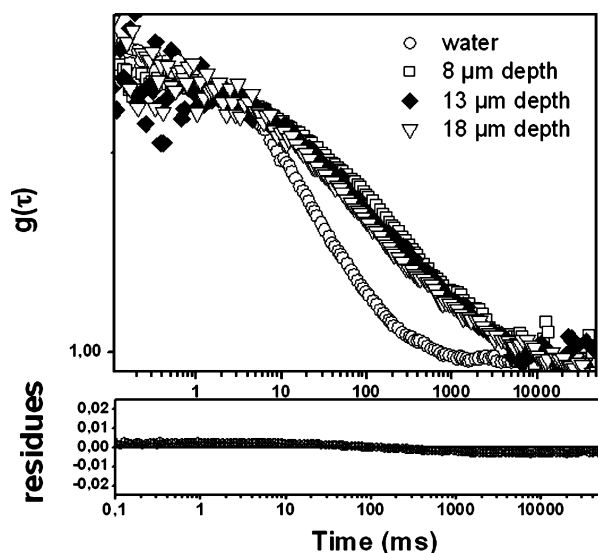 water
8 µm depth
13 µm depth
18 µm depth
g(τ)
1,00
1 10 100 1000 10000
residues
0,02
0,01
0,00
-0,01
-0,02
0,1 1 10 100 1000 10000
Time (ms)